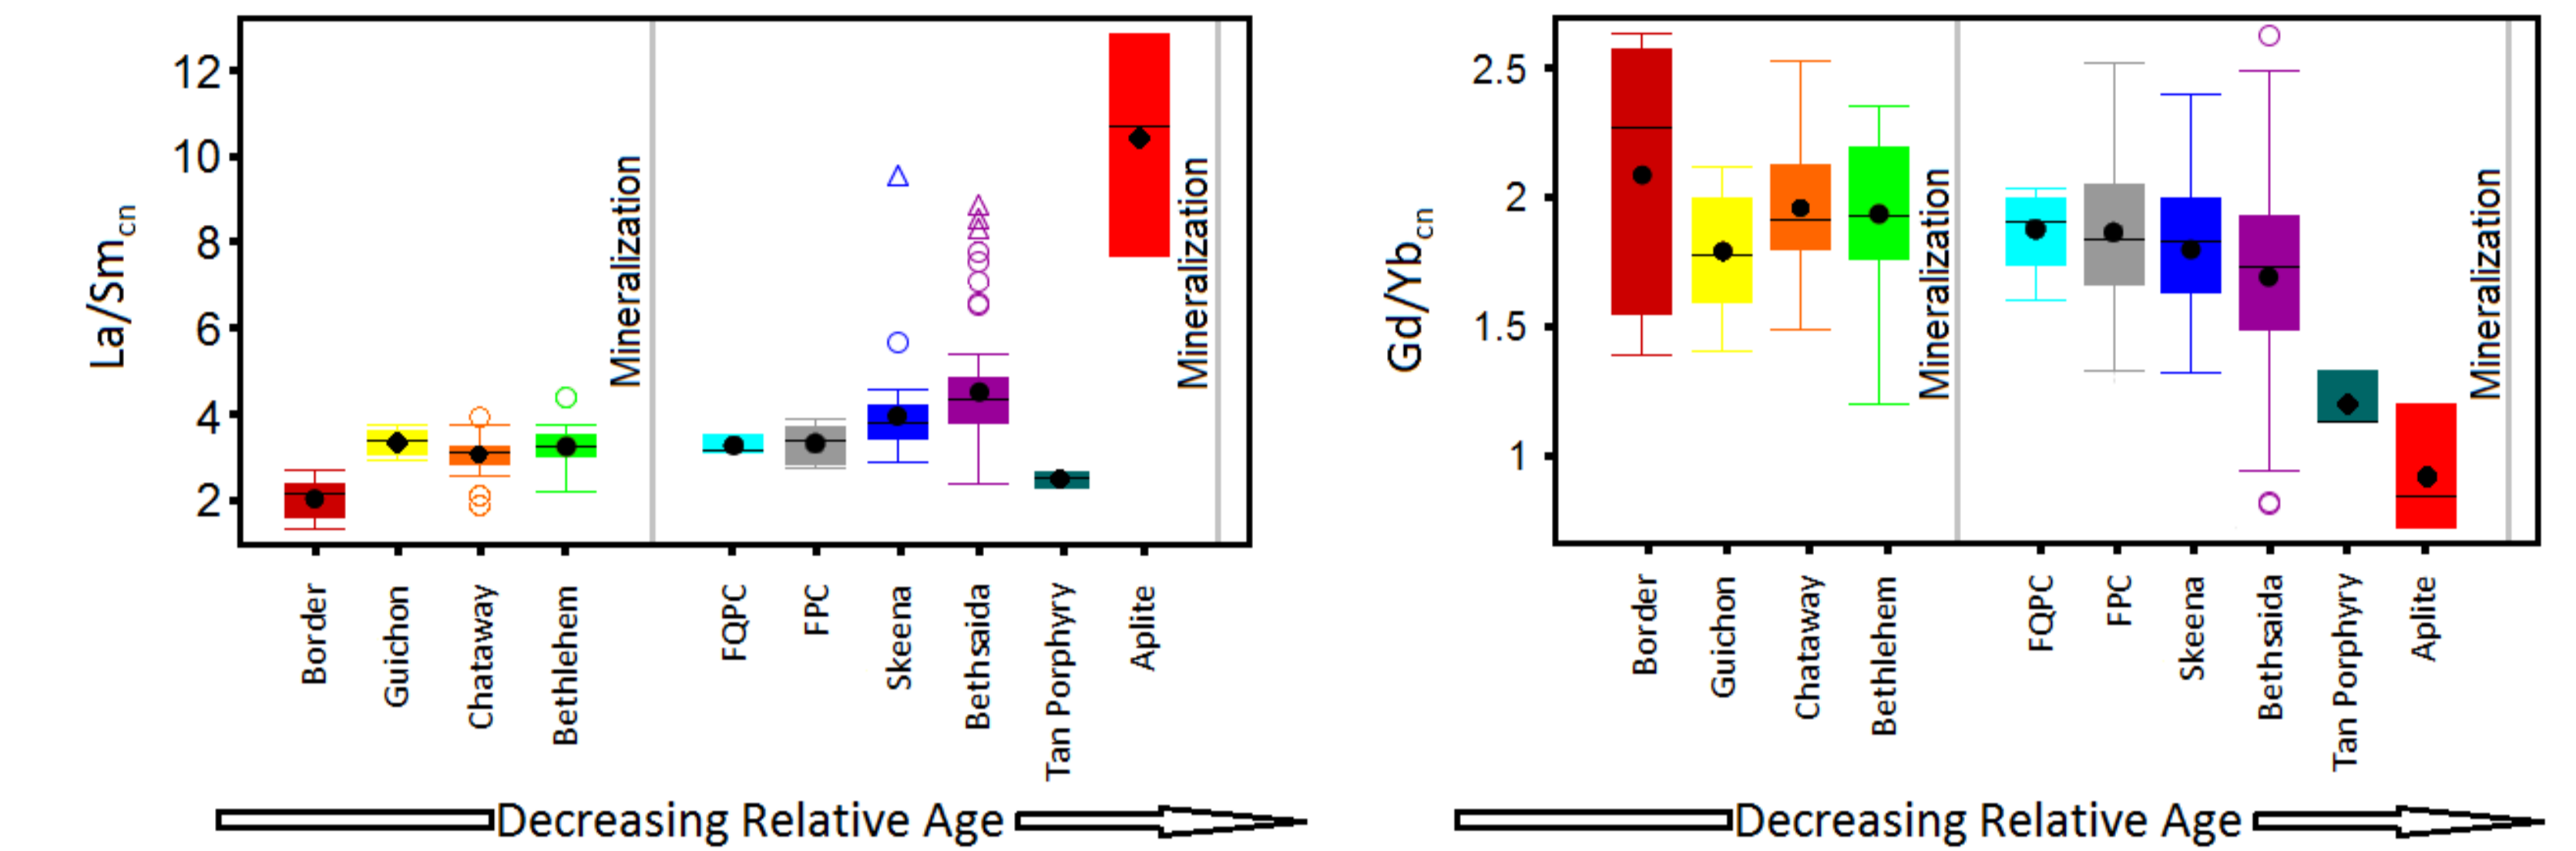 La/Smcn
12
10
8
6
4
2
Mineralization
Mineralization
Border
Guichon
Chataway
Bethlehem
FQPC
FPC
Skeena
Bethsaida
Tan Porphyry
Aplite
Decreasing Relative Age
Gd/Ybcn
2.5
2
1.5
1
Mineralization
Mineralization
Border
Guichon
Chataway
Bethlehem
FQPC
FPC
Skeena
Bethsaida
Tan Porphyry
Aplite
Decreasing Relative Age